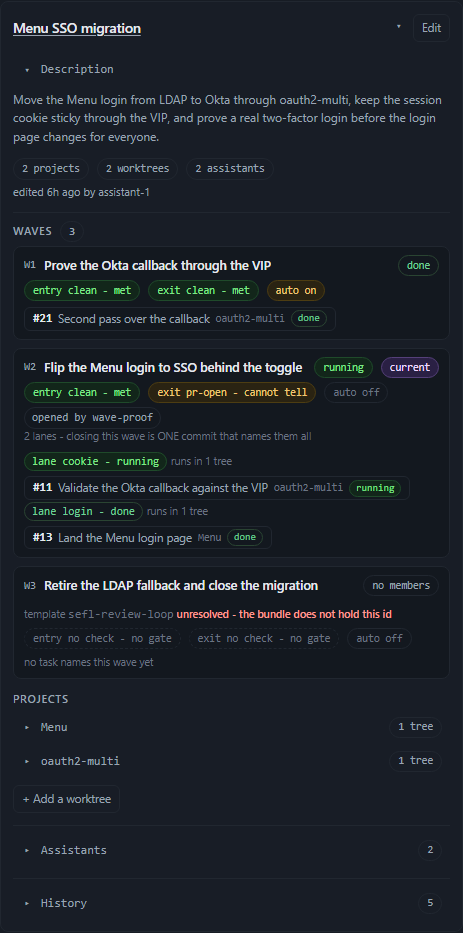 Menu SSO migration
Edit
Description
Move the Menu login from LDAP to Okta through oauth2-multi, keep the session
cookie sticky through the VIP, and prove a real two-factor login before the login
page changes for everyone.
2 projects 2 worktrees 2 assistants
edited 6h ago by assistant-1
WAVES 3
W1 Prove the Okta callback through the VIP done
entry clean - met exit clean - met auto on
#21 Second pass over the callback oauth2-multi done
W2 Flip the Menu login to SSO behind the toggle running current
entry clean - met exit pr-open - cannot tell auto off
opened by wave-proof
2 lanes - closing this wave is ONE commit that names them all
lane cookie - running runs in 1 tree
#11 Validate the Okta callback against the VIP oauth2-multi running
lane login - done runs in 1 tree
#13 Land the Menu login page Menu done
W3 Retire the LDAP fallback and close the migration no members
template sefl-review-loop unresolved - the bundle does not hold this id
entry no check - no gate exit no check - no gate auto off
no task names this wave yet
PROJECTS
Menu 1 tree
oauth2-multi 1 tree
+ Add a worktree
Assistants 2
History 5